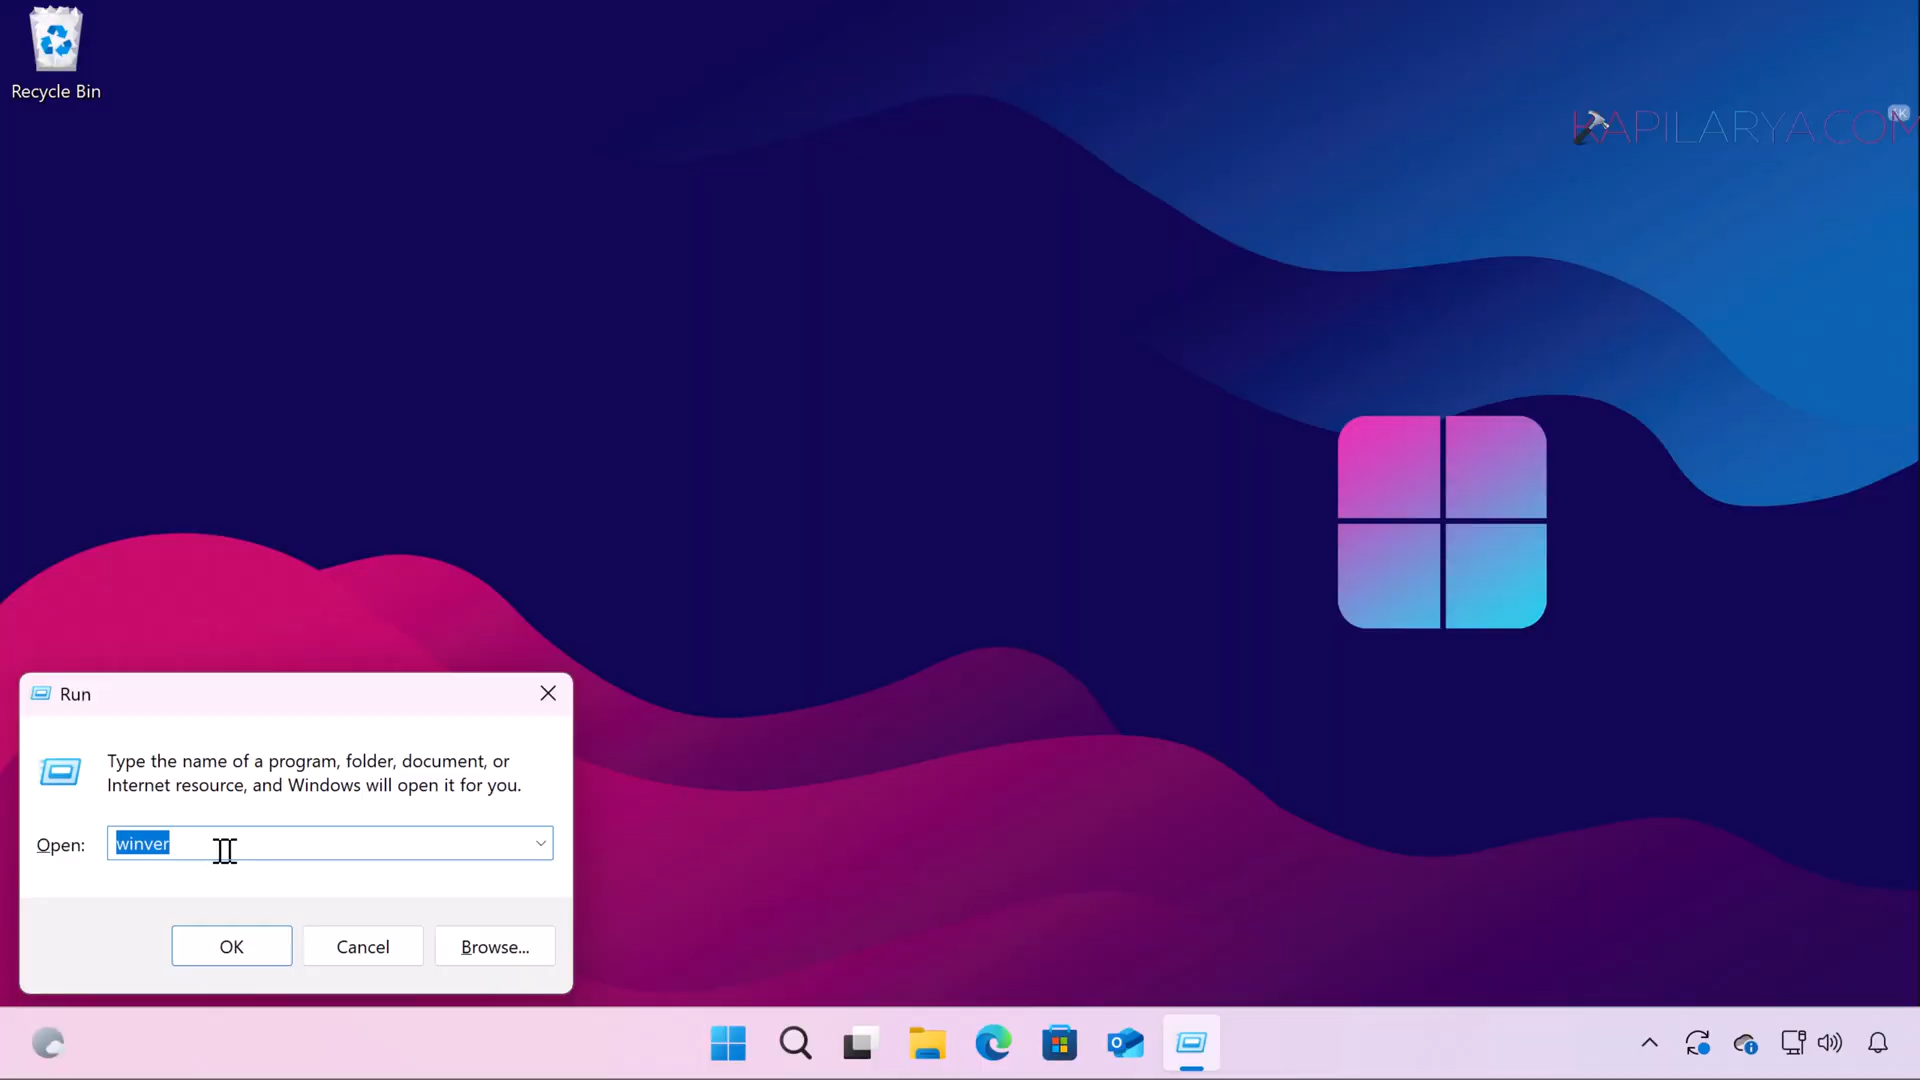 Recycle Bin
KAPILARYA.COM
Run
Type the name of a program, folder, document, or
Internet resource, and Windows will open it for you.
Open: winver
OK Cancel Browse...